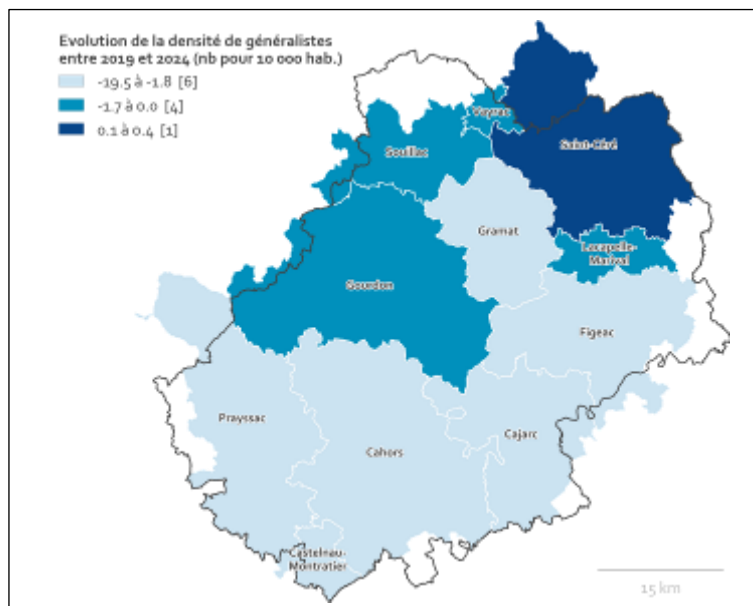 Evolution de la densité de généralistes
entre 2019 et 2024 (nb pour 10 000 hab.)
-19.5 à -1.8 [6]
-1.7 à 0.0 [4]
0.1 à 0.4 [1]
Vayrac
Saint-Céré
Souillac
Gramat
Lacapelle-
Marival
Gourdon
Figeac
Prayssac
Cajarc
Cahors
Castelnau-
Montratier
15 km